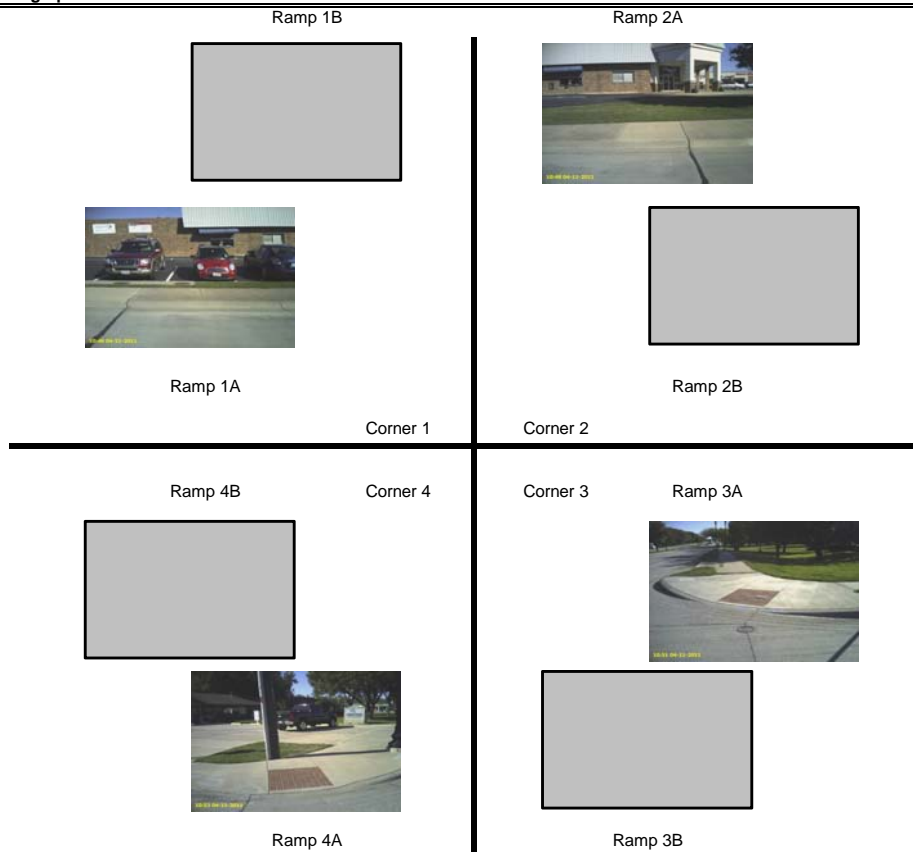 Ramp 1B
Ramp 2A
Ramp 1A
Ramp 2B
Corner 1
Corner 2
Ramp 4B
Corner 4
Corner 3
Ramp 3A
Ramp 4A
Ramp 3B